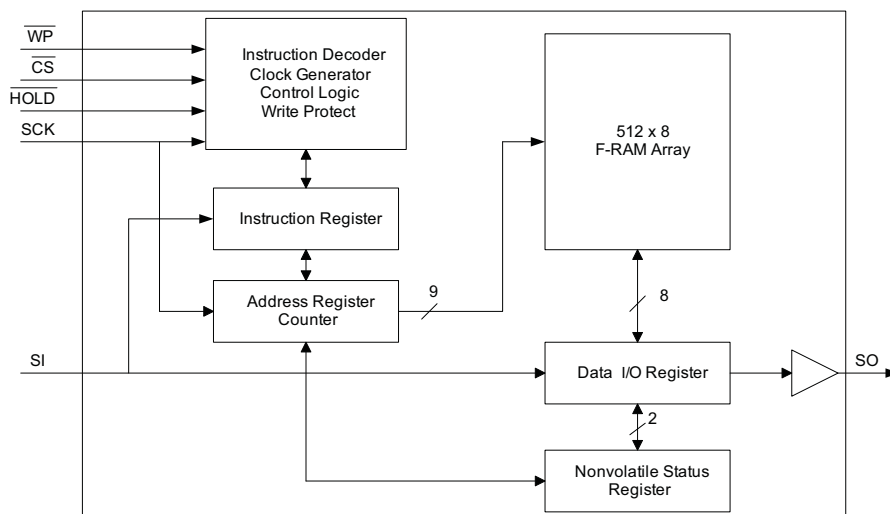 WP
CS
HOLD
SCK
Instruction Decoder
Clock Generator
Control Logic
Write Protect
512 x 8
F-RAM Array
Instruction Register
Address Register
Counter
9
8
SI
Data I/O Register
SO
2
Nonvolatile Status
Register